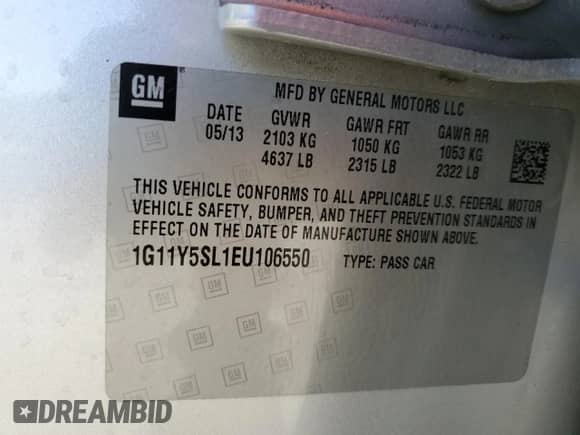 GM
MFD BY GENERAL MOTORS LLC
DATE GVWR GAWR FRT GAWR RR
05/13 2103 KG 1050 KG 1053 KG
4637 LB 2315 LB 2322 LB
THIS VEHICLE CONFORMS TO ALL APPLICABLE U.S. FEDERAL MOTOR
VEHICLE SAFETY, BUMPER, AND THEFT PREVENTION STANDARDS IN
EFFECT ON THE DATE OF MANUFACTURE SHOWN ABOVE.
1G11Y5SL1EU106550 TYPE: PASS CAR
DREAMBID